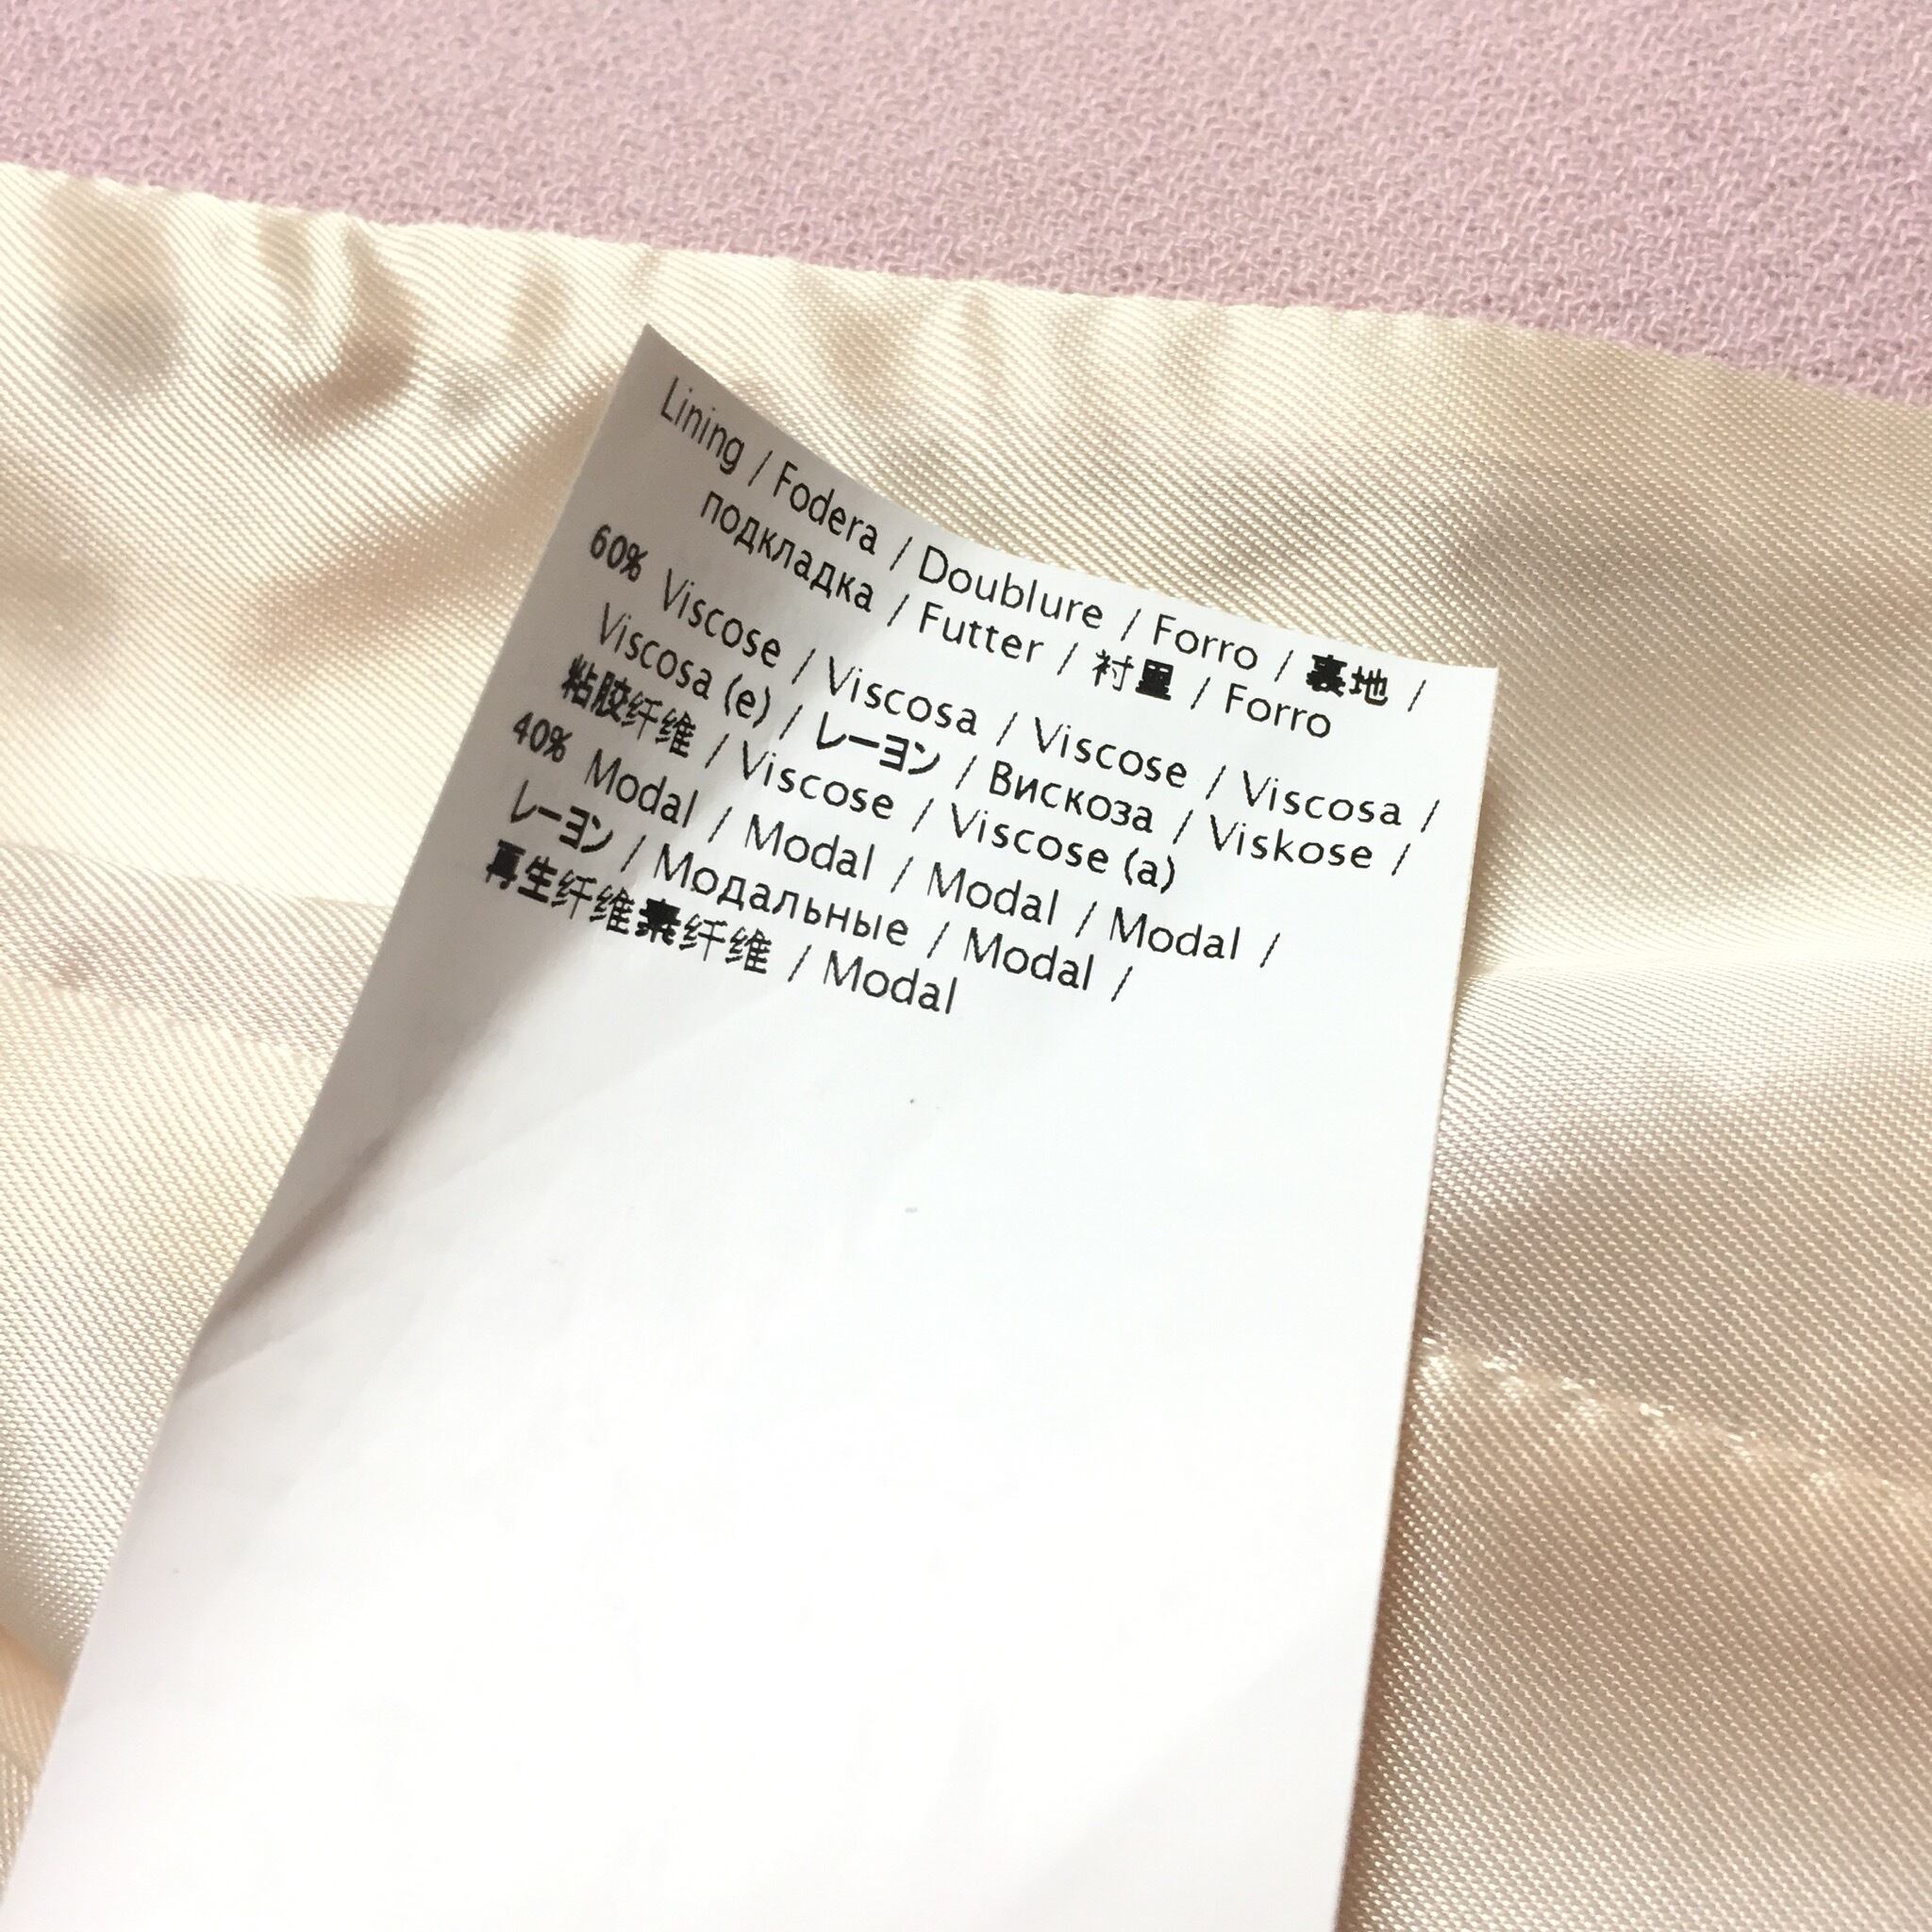 Lining / Fodera / Doublure / Forro / 裏地 /
подкладка / Futter / 衬里 / Forro
60% Viscose / Viscosa / Viscose / Viscosa /
Viscosa (e) / レーヨン / Вискоза / Viskose /
粘胶纤维 / Viscose / Viscose (a)
40% Modal / Modal / Modal / Modal /
レーヨン / Модальные / Modal /
再生纤维素纤维 / Modal